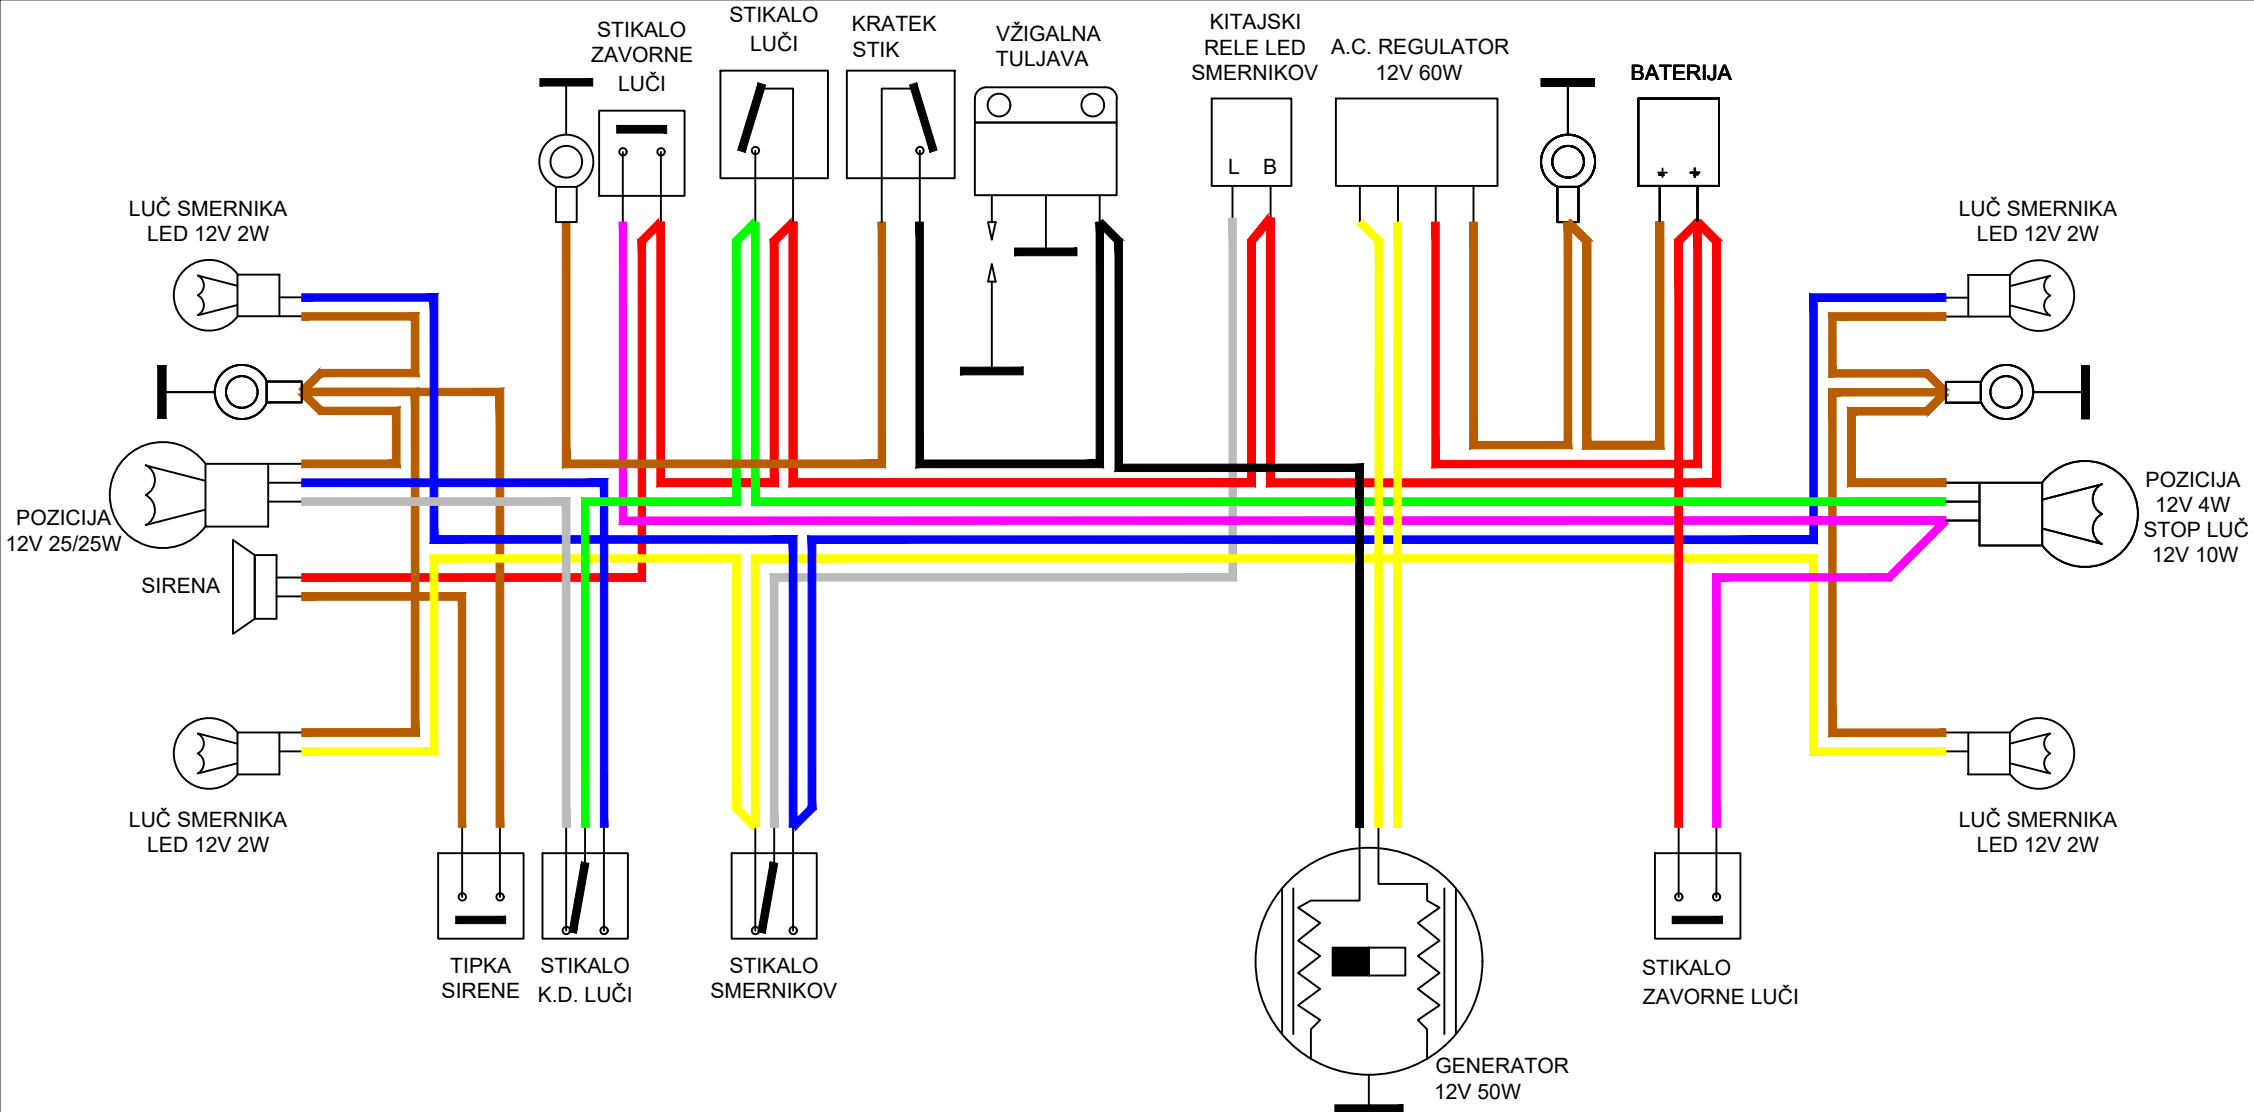 STIKALO
ZAVORNE
LUČI
STIKALO
LUČI
KRATEK
STIK
VŽIGALNA
TULJAVA
KITAJSKI
RELE LED
SMERNIKOV
L B
A.C. REGULATOR
12V 60W
BATERIJA
+ +
LUČ SMERNIKA
LED 12V 2W
LUČ SMERNIKA
LED 12V 2W
POZICIJA
12V 25/25W
POZICIJA
12V 4W
STOP LUČ
12V 10W
SIRENA
LUČ SMERNIKA
LED 12V 2W
LUČ SMERNIKA
LED 12V 2W
TIPKA
SIRENE
STIKALO
K.D. LUČI
STIKALO
SMERNIKOV
STIKALO
ZAVORNE LUČI
GENERATOR
12V 50W